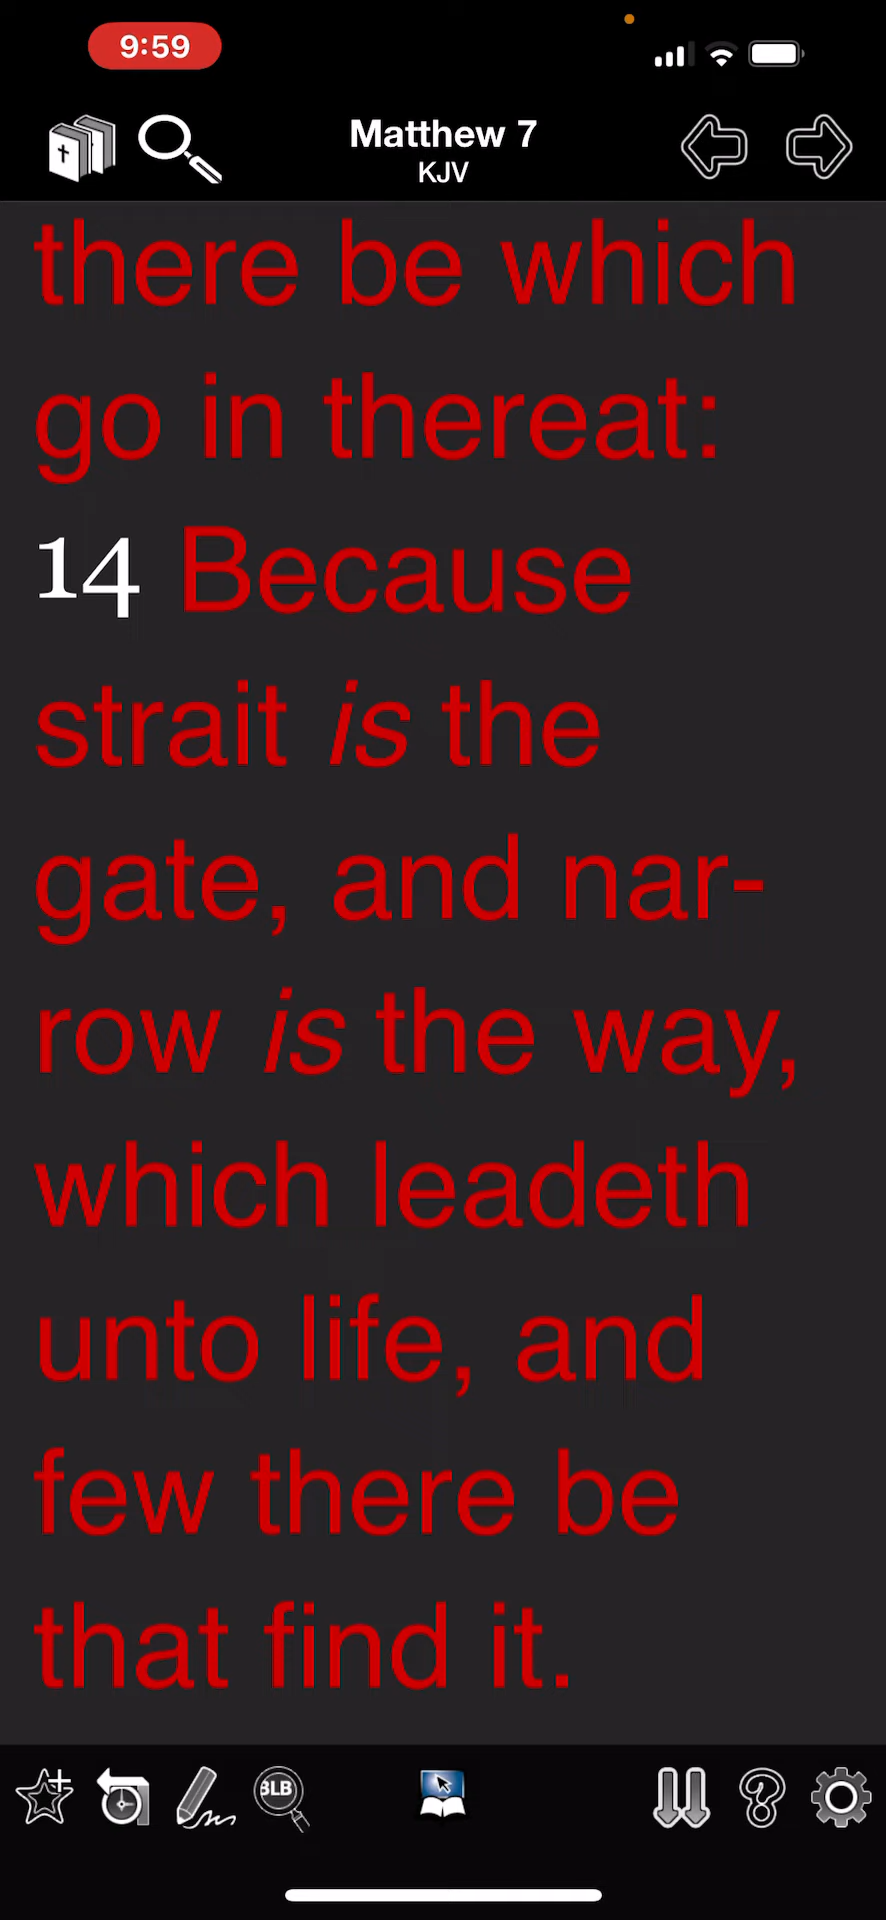 9:59
Matthew 7
KJV
there be which
go in thereat:
14 Because
strait is the
gate, and nar-
row is the way,
which leadeth
unto life, and
few there be
that find it.
BLB